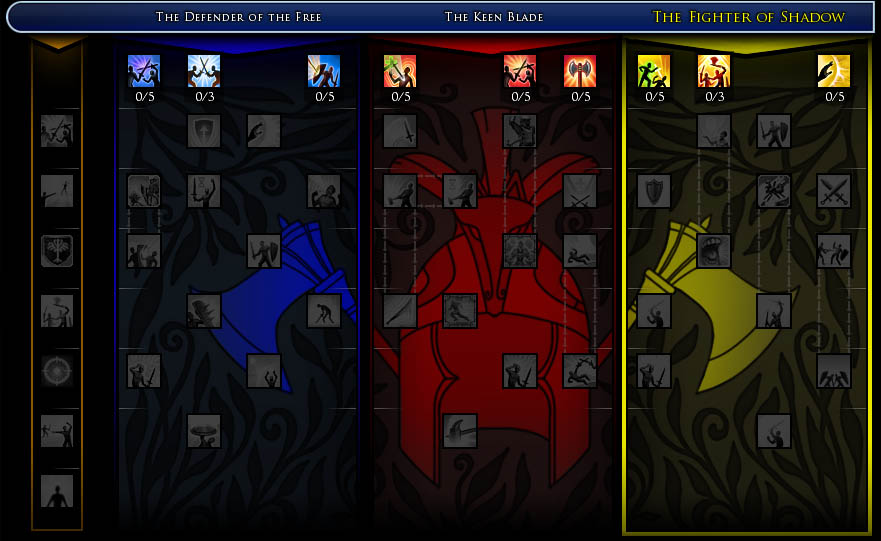 The Defender of the Free
The Keen Blade
The Fighter of Shadow
0/5 0/3 0/5
0/5 0/5 0/5
0/5 0/3 0/5